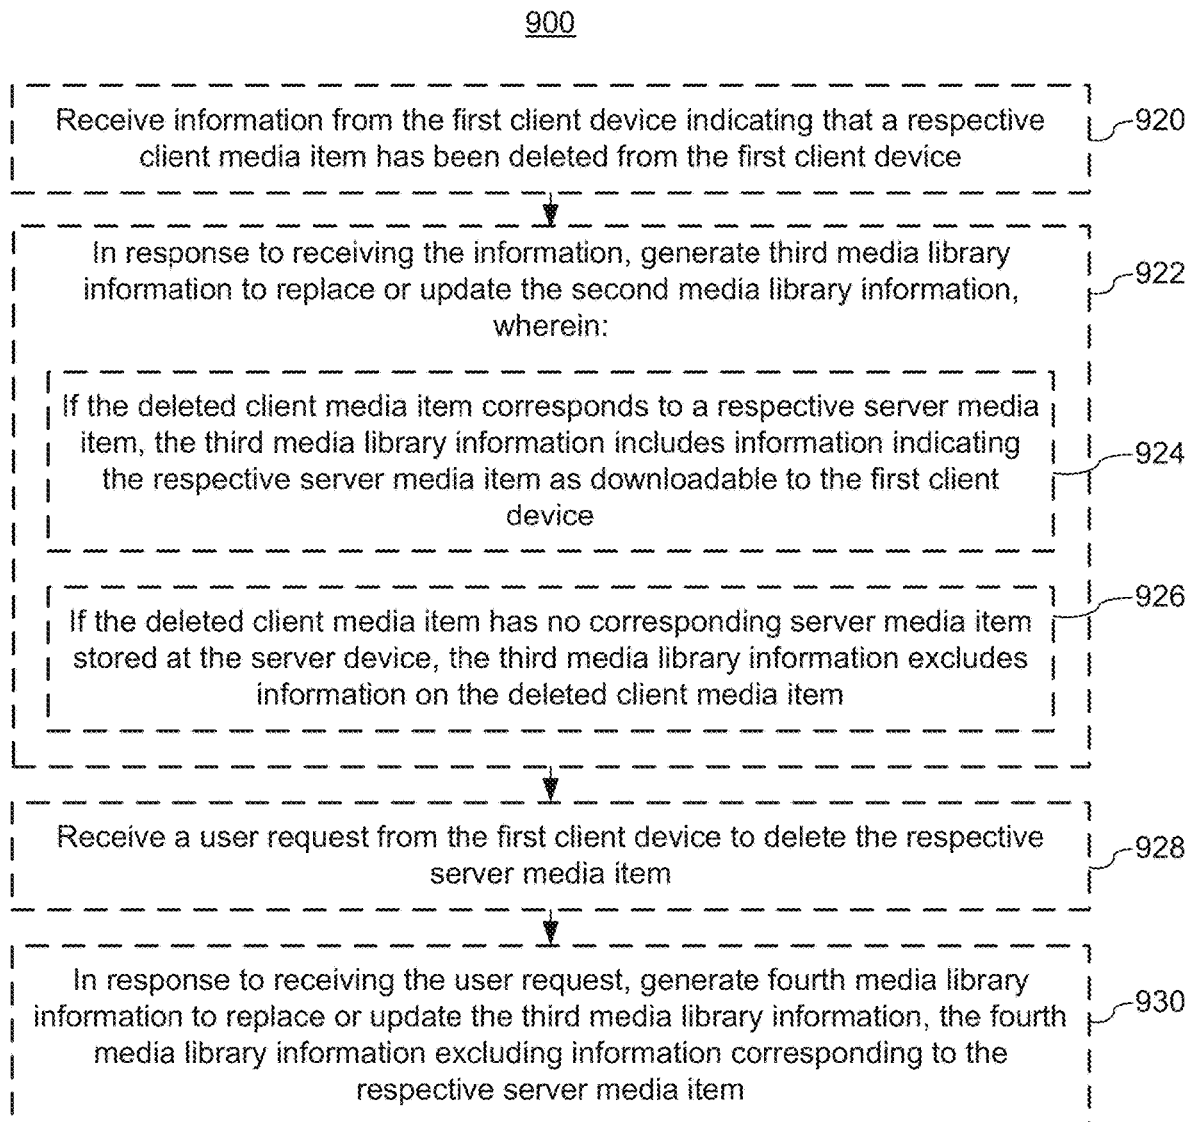 900
Receive information from the first client device indicating that a respective
client media item has been deleted from the first client device
920
In response to receiving the information, generate third media library
information to replace or update the second media library information,
wherein:
922
If the deleted client media item corresponds to a respective server media
item, the third media library information includes information indicating
the respective server media item as downloadable to the first client
device
924
If the deleted client media item has no corresponding server media item
stored at the server device, the third media library information excludes
information on the deleted client media item
926
Receive a user request from the first client device to delete the respective
server media item
928
In response to receiving the user request, generate fourth media library
information to replace or update the third media library information, the fourth
media library information excluding information corresponding to the
respective server media item
930